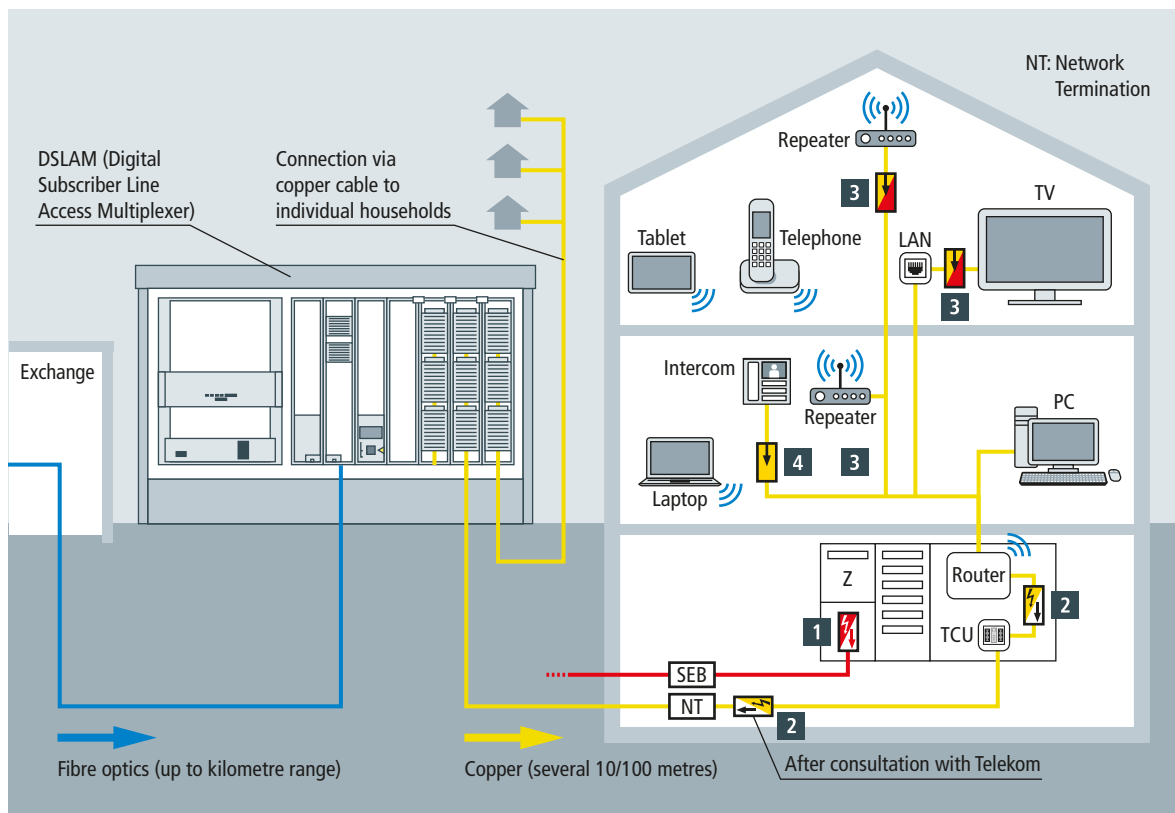 NT: Network
Termination
DSLAM (Digital
Subscriber Line
Access Multiplexer)
Connection via
copper cable to
individual households
Repeater
3
TV
Tablet
Telephone
LAN
3
Exchange
Intercom
Repeater
PC
4
3
Laptop
Z
Router
2
1
TCU
SEB
NT
2
Fibre optics (up to kilometre range)
Copper (several 10/100 metres)
After consultation with Telekom